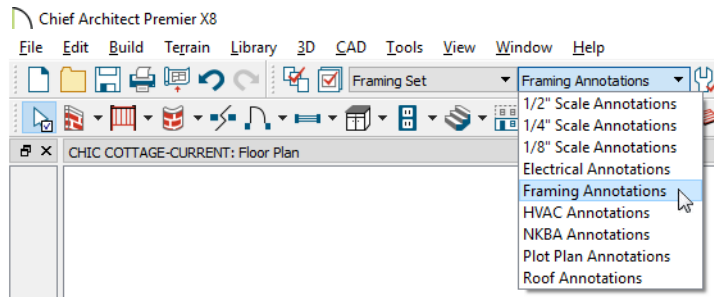 Chief Architect Premier X8
File Edit Build Terrain Library 3D CAD Tools View Window Help
Framing Set Framing Annotations
1/2" Scale Annotations
1/4" Scale Annotations
1/8" Scale Annotations
Electrical Annotations
Framing Annotations
HVAC Annotations
NKBA Annotations
Plot Plan Annotations
Roof Annotations
CHIC COTTAGE-CURRENT: Floor Plan